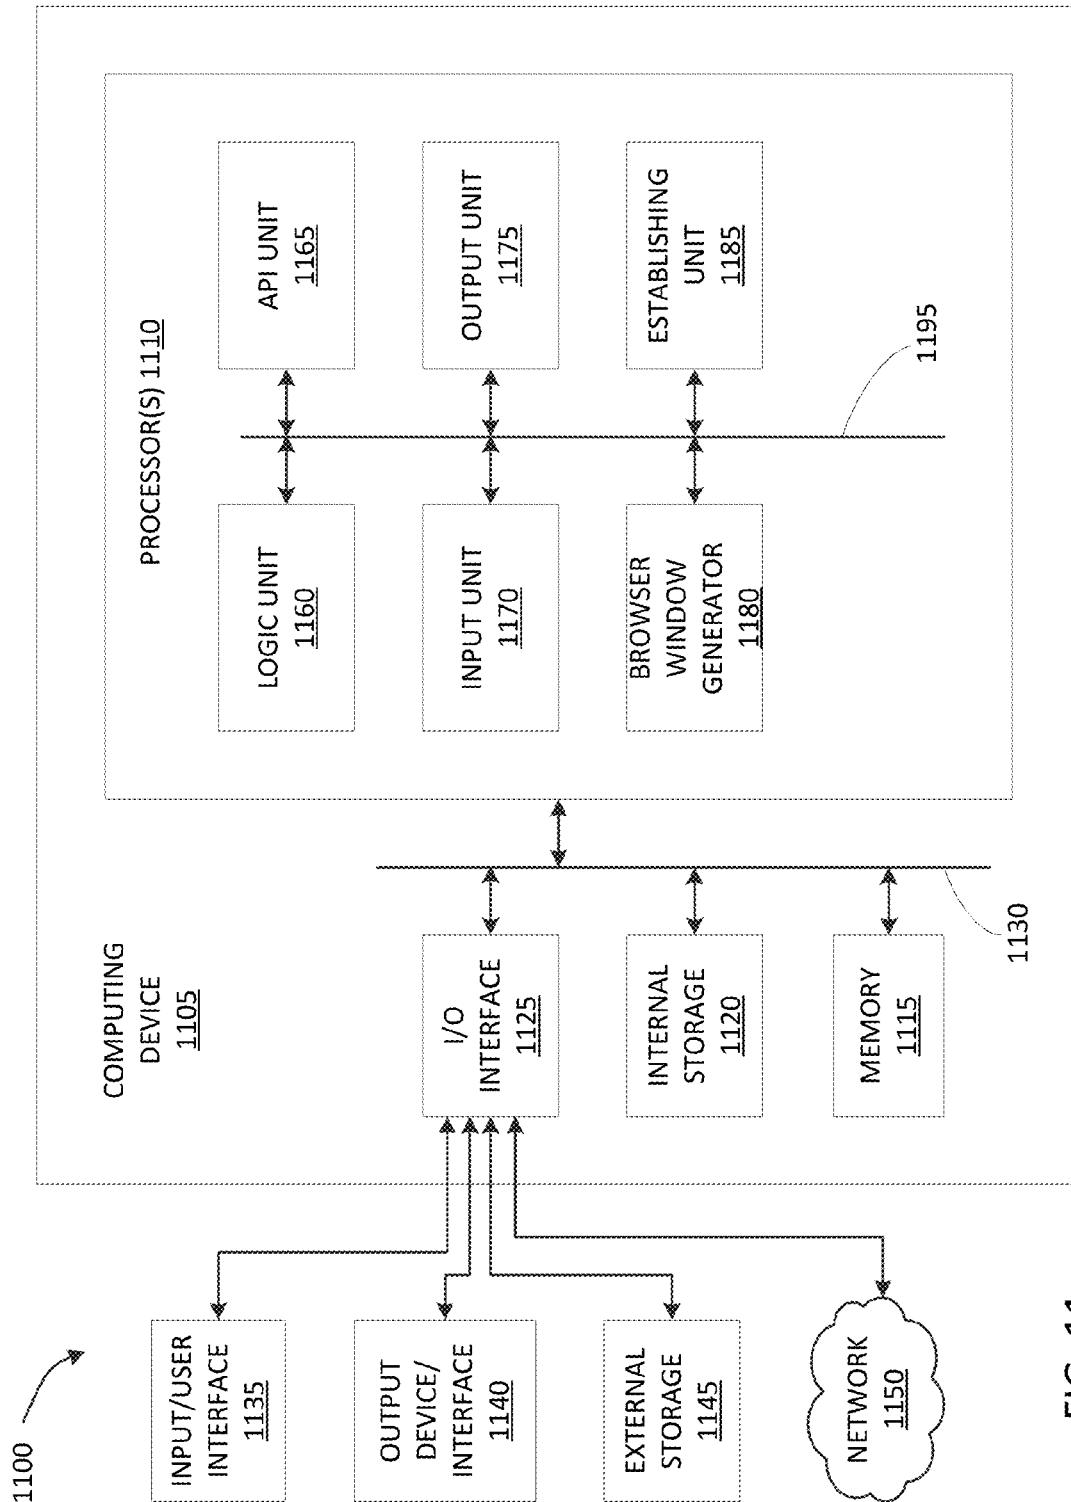 1100
COMPUTING
DEVICE
1105
PROCESSOR(S) 1110
INPUT/USER
INTERFACE
1135
OUTPUT
DEVICE/
INTERFACE
1140
EXTERNAL
STORAGE
1145
NETWORK
1150
I/O
INTERFACE
1125
INTERNAL
STORAGE
1120
MEMORY
1115
1130
LOGIC UNIT
1160
API UNIT
1165
INPUT UNIT
1170
OUTPUT UNIT
1175
BROWSER
WINDOW
GENERATOR
1180
ESTABLISHING
UNIT
1185
1195
FIG. 11